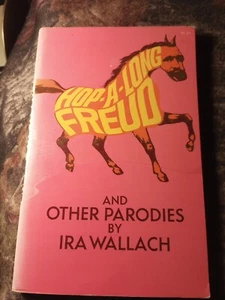 HOP-A-LONG
FREUD
AND
OTHER PARODIES
BY
IRA WALLACH